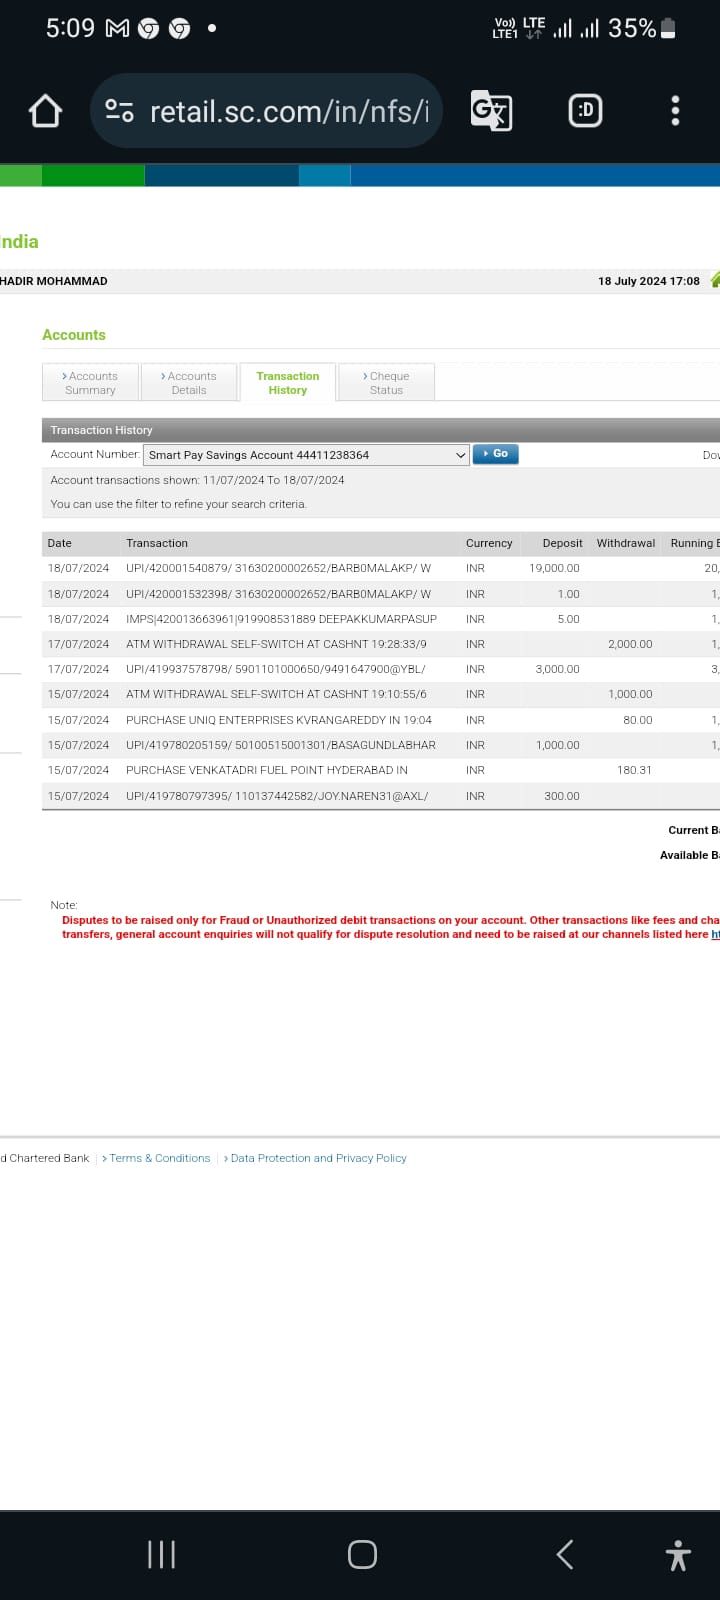 5:09
Vo) LTE1 LTE 35%
retail.sc.com/in/nfs/i
:D
India
HADIR MOHAMMAD 18 July 2024 17:08
Accounts
Accounts Summary Accounts Details Transaction History Cheque Status
Transaction History
Account Number: Smart Pay Savings Account 44411238364 Go Dow
Account transactions shown: 11/07/2024 To 18/07/2024
You can use the filter to refine your search criteria.
Date Transaction Currency Deposit Withdrawal Running B
18/07/2024 UPI/420001540879/ 31630200002652/BARB0MALAKP/ W INR 19,000.00 20,
18/07/2024 UPI/420001532398/ 31630200002652/BARB0MALAKP/ W INR 1.00 1,
18/07/2024 IMPS|420013663961|919908531889 DEEPAKKUMARPASUP INR 5.00 1,
17/07/2024 ATM WITHDRAWAL SELF-SWITCH AT CASHNT 19:28:33/9 INR 2,000.00 1,
17/07/2024 UPI/419937578798/ 5901101000650/9491647900@YBL/ INR 3,000.00 3,
15/07/2024 ATM WITHDRAWAL SELF-SWITCH AT CASHNT 19:10:55/6 INR 1,000.00
15/07/2024 PURCHASE UNIQ ENTERPRISES KVRANGAREDDY IN 19:04 INR 80.00 1,
15/07/2024 UPI/419780205159/ 50100515001301/BASAGUNDLABHAR INR 1,000.00 1,
15/07/2024 PURCHASE VENKATADRI FUEL POINT HYDERABAD IN INR 180.31
15/07/2024 UPI/419780797395/ 110137442582/JOY.NAREN31@AXL/ INR 300.00
Current Ba
Available Ba
Note:
Disputes to be raised only for Fraud or Unauthorized debit transactions on your account. Other transactions like fees and cha
transfers, general account enquiries will not qualify for dispute resolution and need to be raised at our channels listed here ht
d Chartered Bank Terms & Conditions Data Protection and Privacy Policy